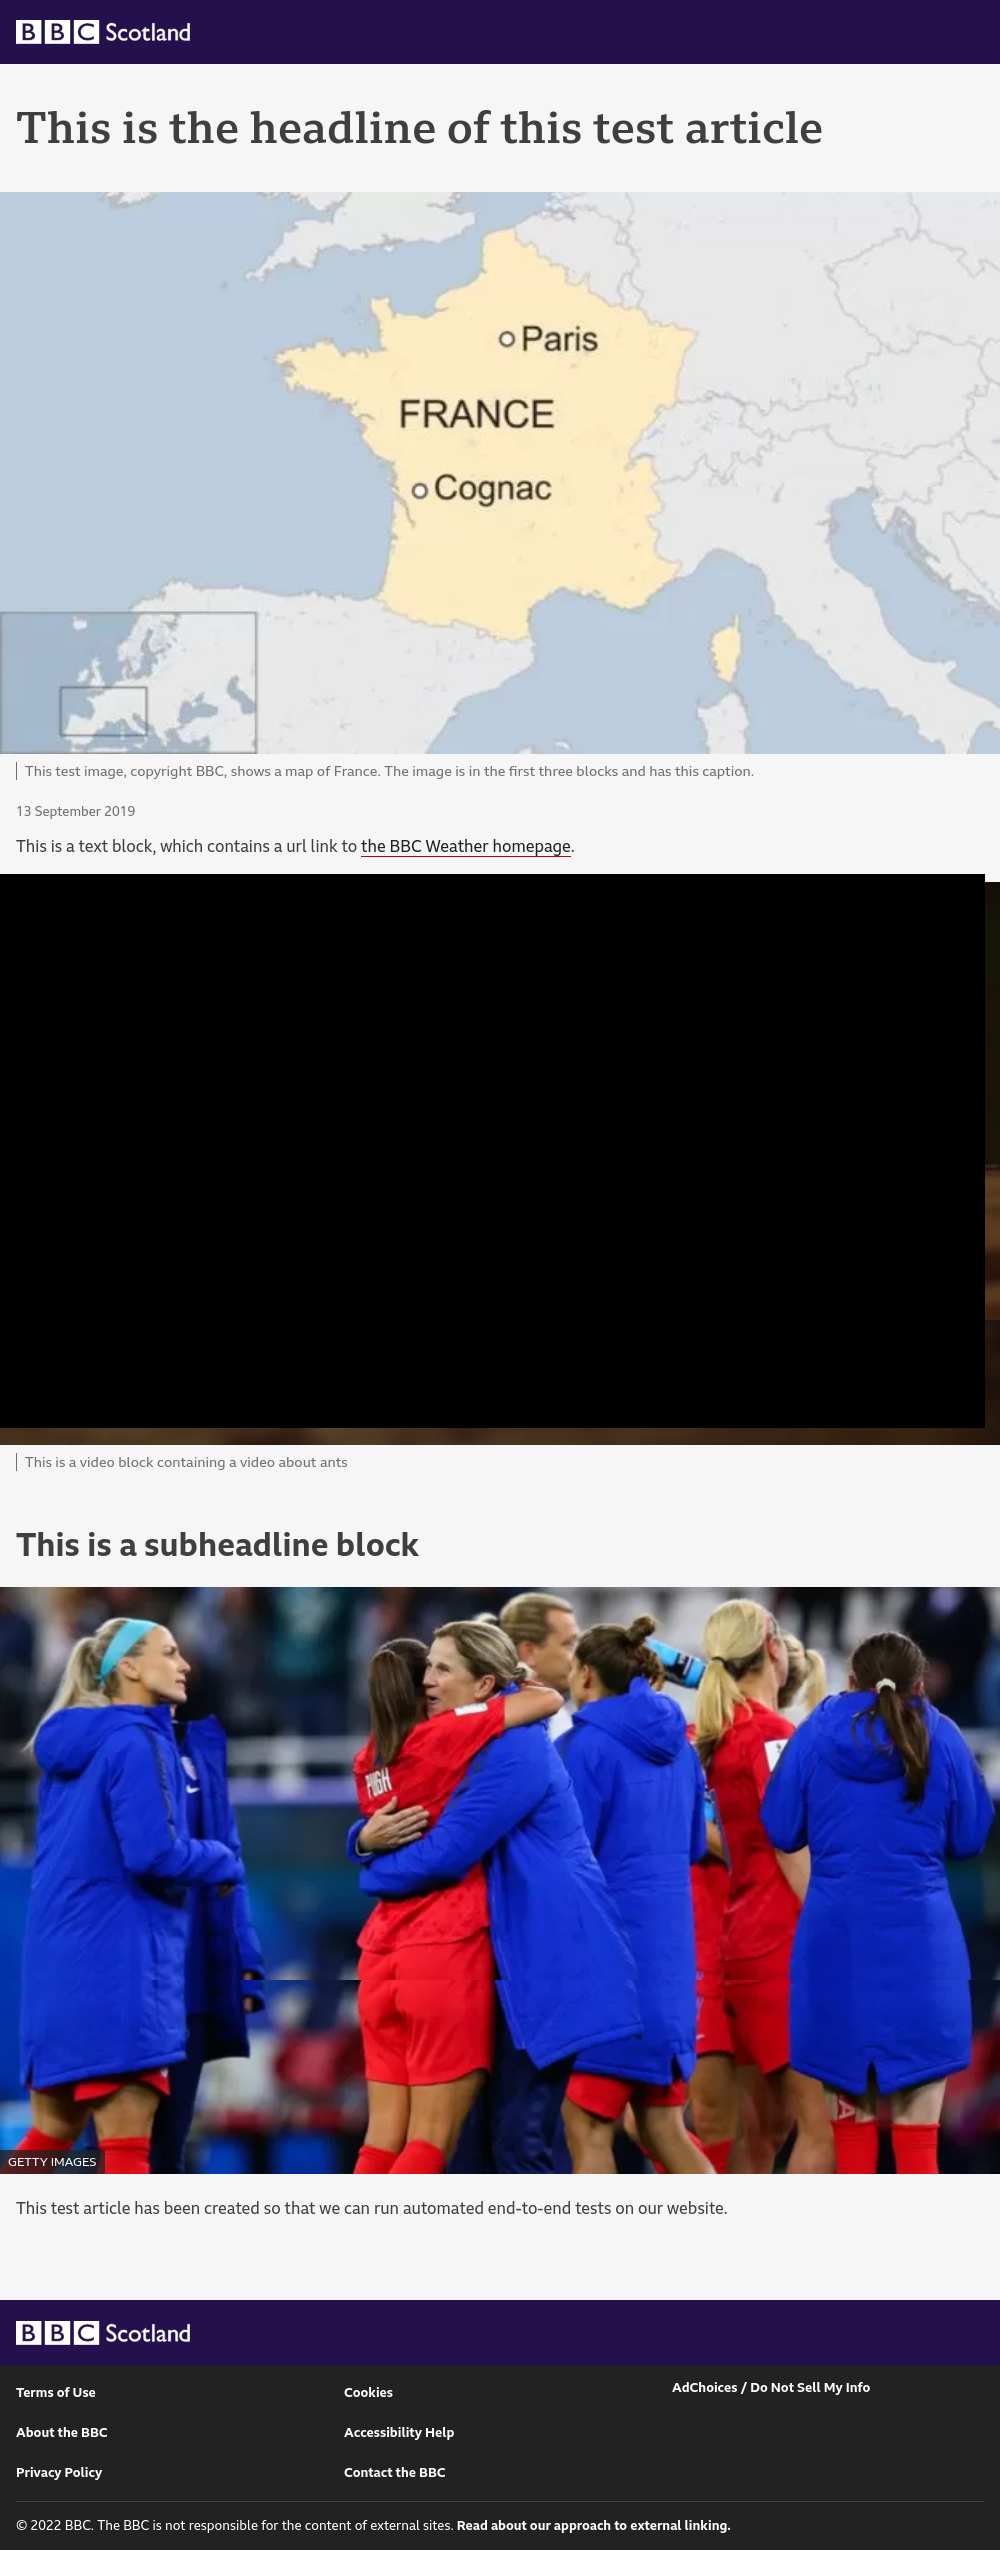 BBC Scotland
This is the headline of this test article
Paris
FRANCE
Cognac
This test image, copyright BBC, shows a map of France. The image is in the first three blocks and has this caption.
13 September 2019
This is a text block, which contains a url link to the BBC Weather homepage.
This is a video block containing a video about ants
This is a subheadline block
PUGH
GETTY IMAGES
This test article has been created so that we can run automated end-to-end tests on our website.
BBC Scotland
Terms of Use
Cookies
AdChoices / Do Not Sell My Info
About the BBC
Accessibility Help
Privacy Policy
Contact the BBC
© 2022 BBC. The BBC is not responsible for the content of external sites. Read about our approach to external linking.